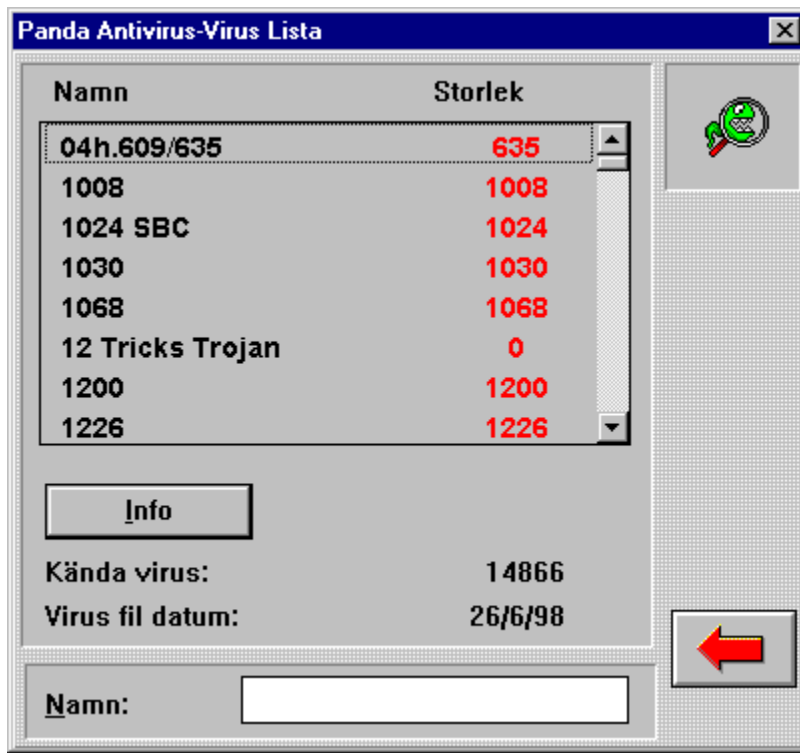 Panda Antivirus-Virus Lista
Namn Storlek
04h.609/635 635
1008 1008
1024 SBC 1024
1030 1030
1068 1068
12 Tricks Trojan 0
1200 1200
1226 1226
Info
Kända virus: 14866
Virus fil datum: 26/6/98
Namn: